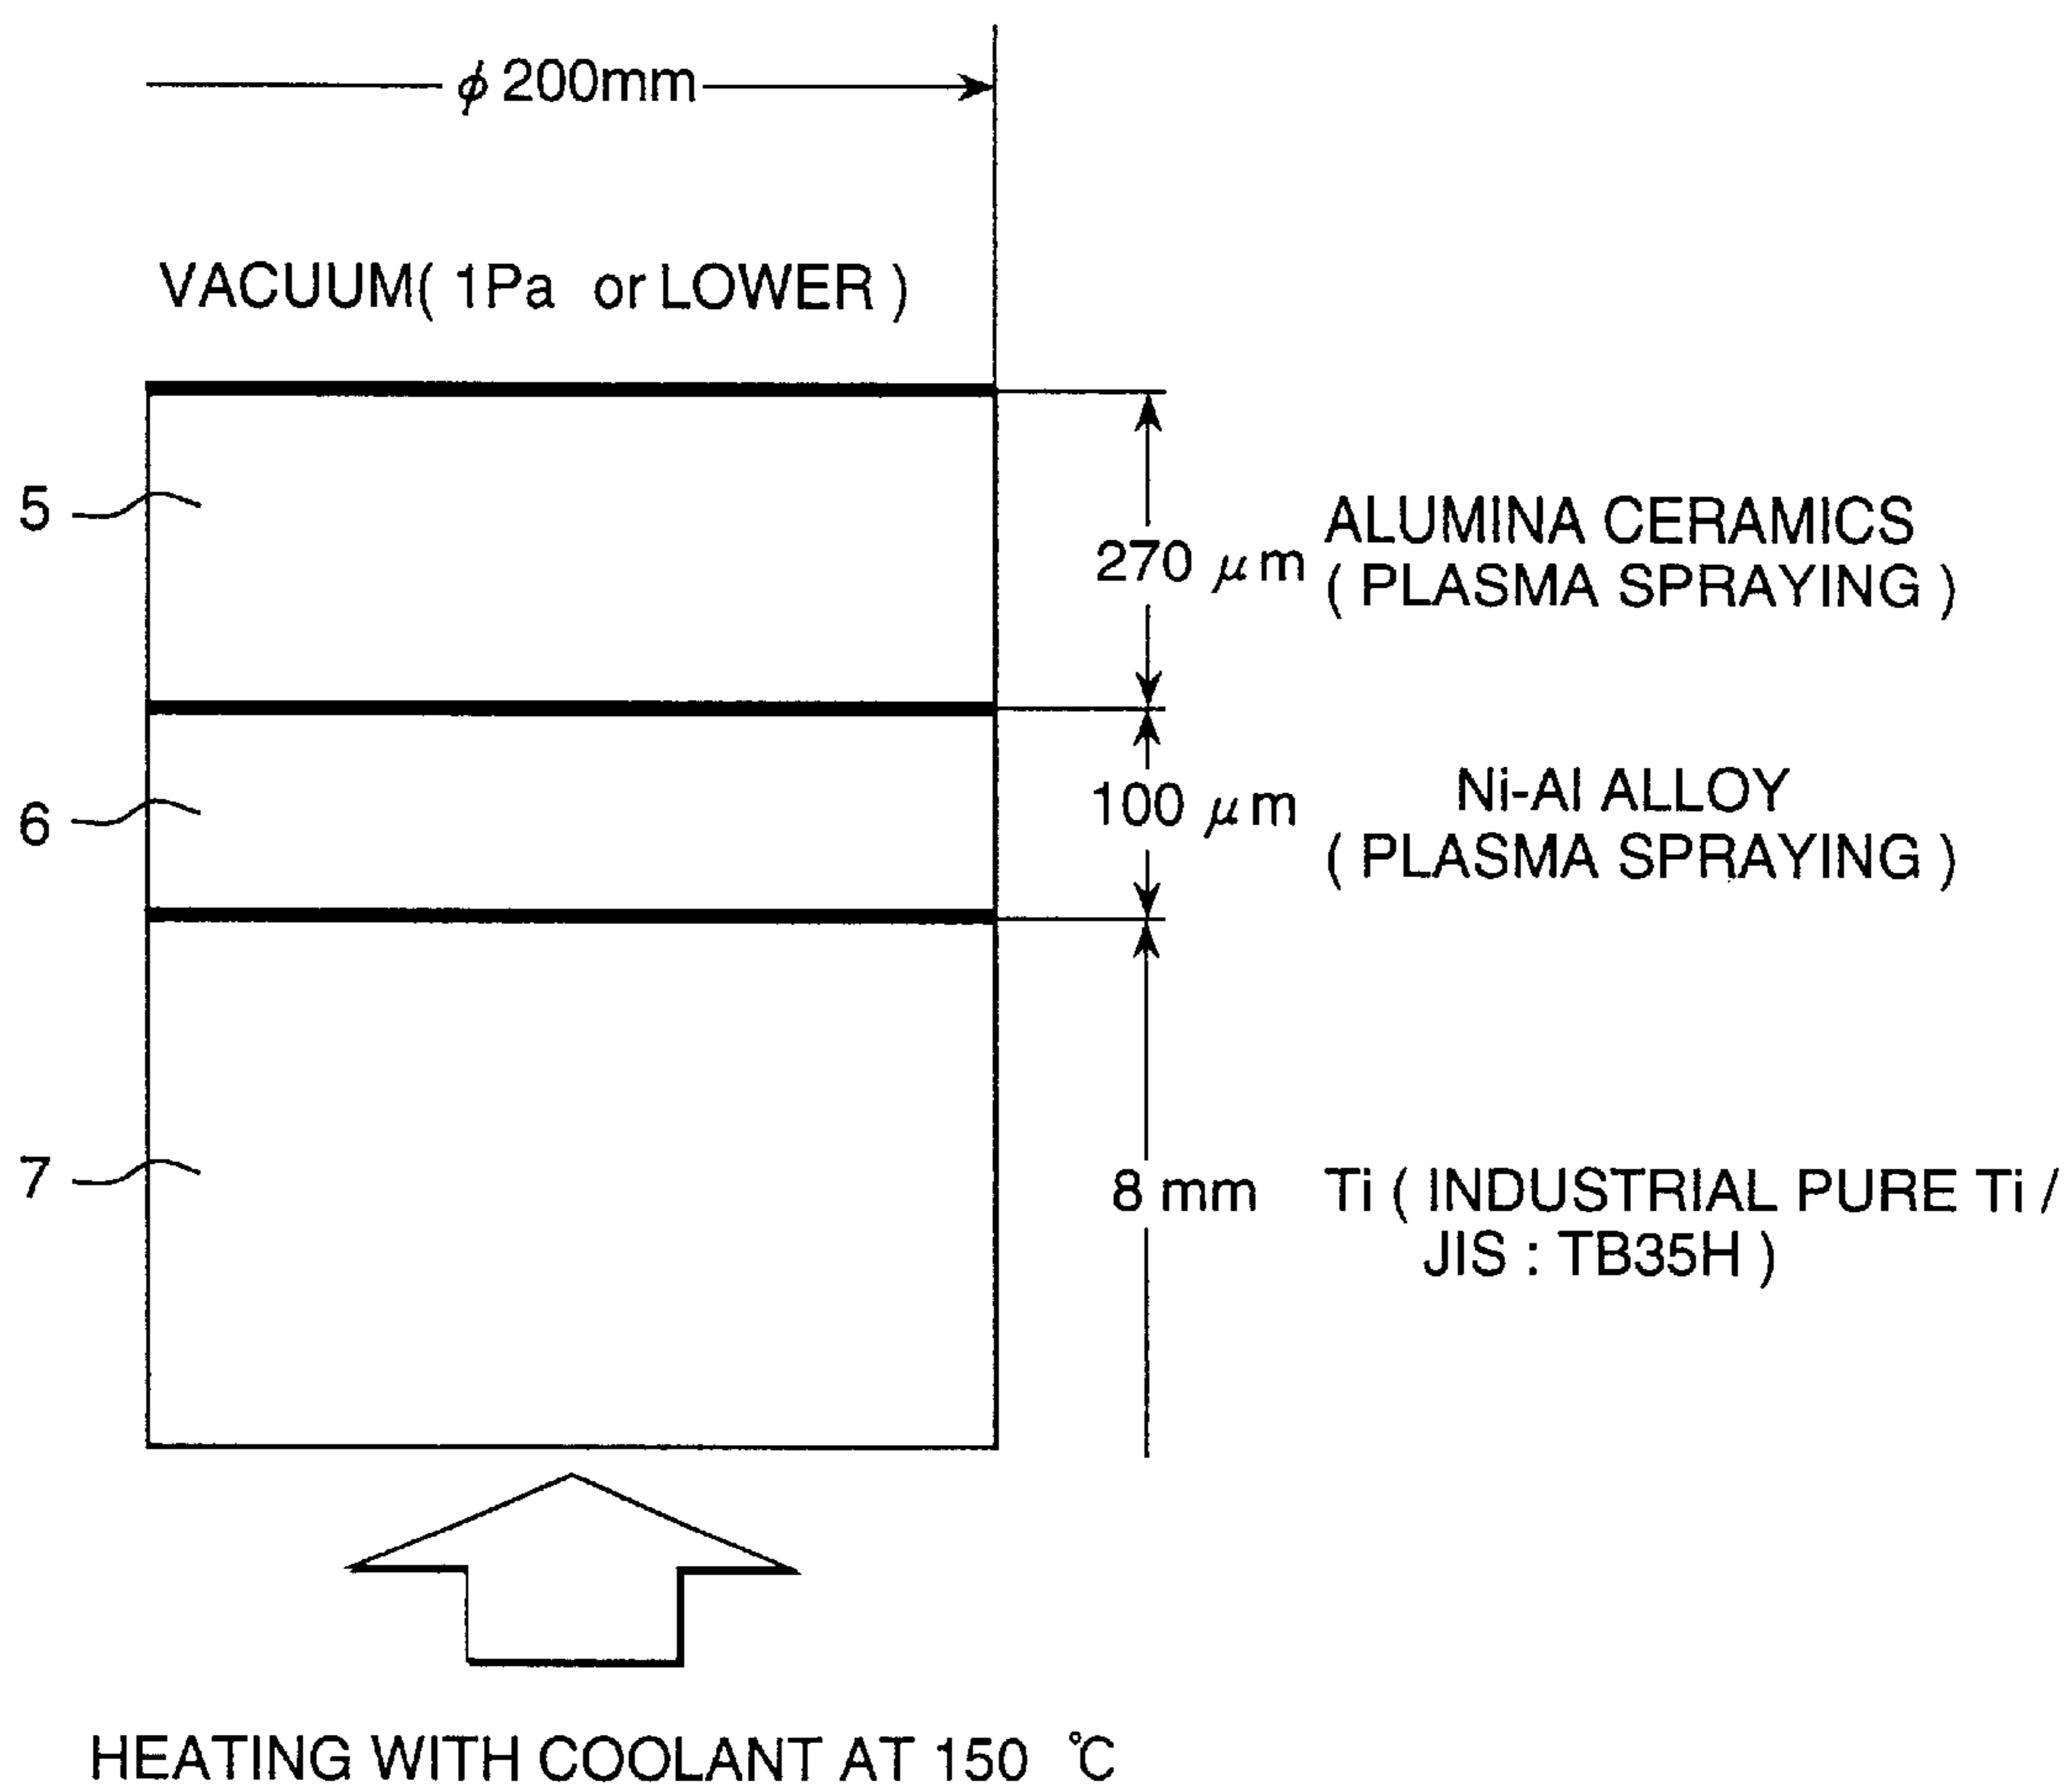 φ 200mm
VACUUM( 1Pa or LOWER )
5
270 μm
ALUMINA CERAMICS
( PLASMA SPRAYING )
6
100 μm
Ni-Al ALLOY
( PLASMA SPRAYING )
7
8 mm
Ti ( INDUSTRIAL PURE Ti /
JIS : TB35H )
HEATING WITH COOLANT AT 150 ℃